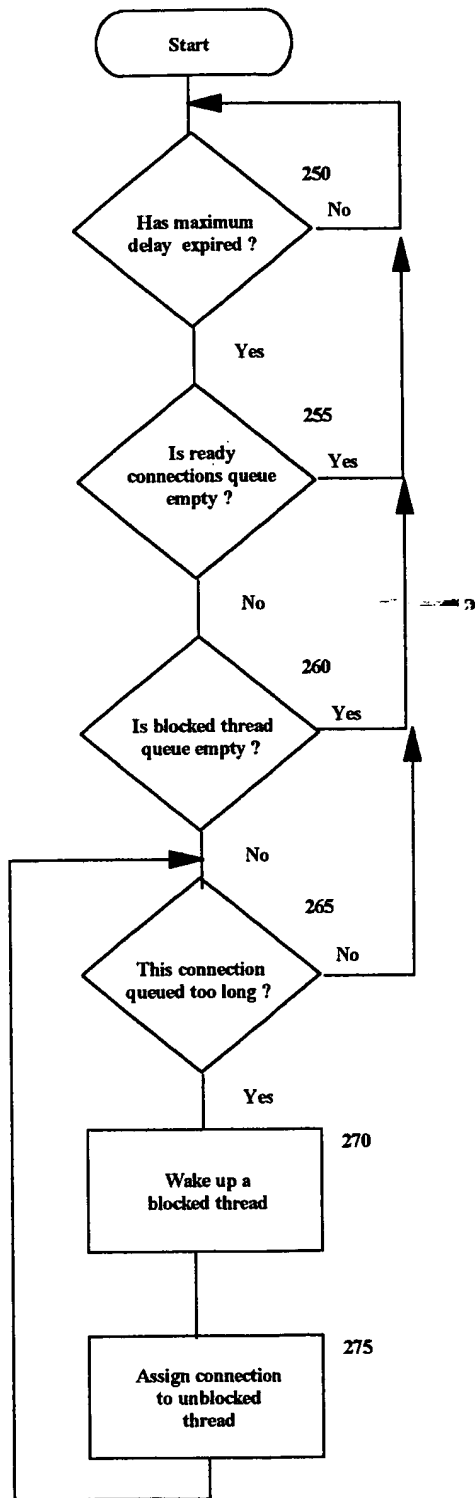 Start
250
Has maximum
delay expired ?
No
Yes
255
Is ready
connections queue
empty ?
Yes
No
260
Is blocked thread
queue empty ?
Yes
No
265
This connection
queued too long ?
No
Yes
270
Wake up a
blocked thread
275
Assign connection
to unblocked
thread